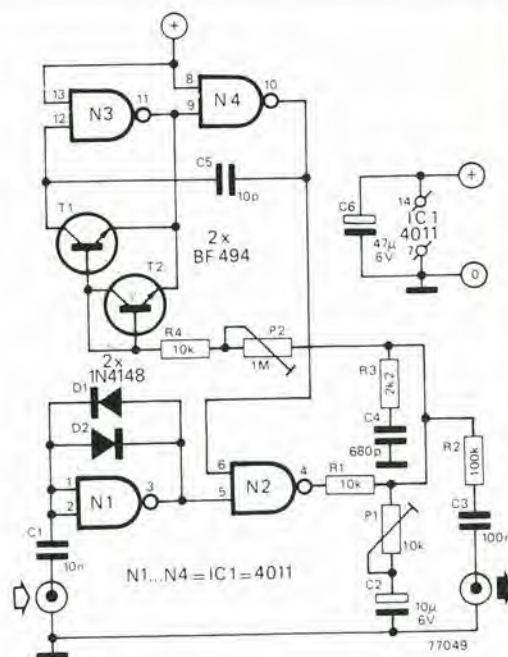 +
8
10
13
N3
11
N4
9
12
C5
10p
T1
2x
BF 494
C6
47µ
6V
14
IC1
4011
7
+
0
T2
R4
10k
P2
1M
2x
1N4148
D1
D2
R3
2k2
C4
680p
R2
100k
1
2
N1
3
6
5
N2
4
R1
10k
P1
10k
C3
100n
C1
10n
N1...N4=IC1=4011
C2
10µ
6V
77049